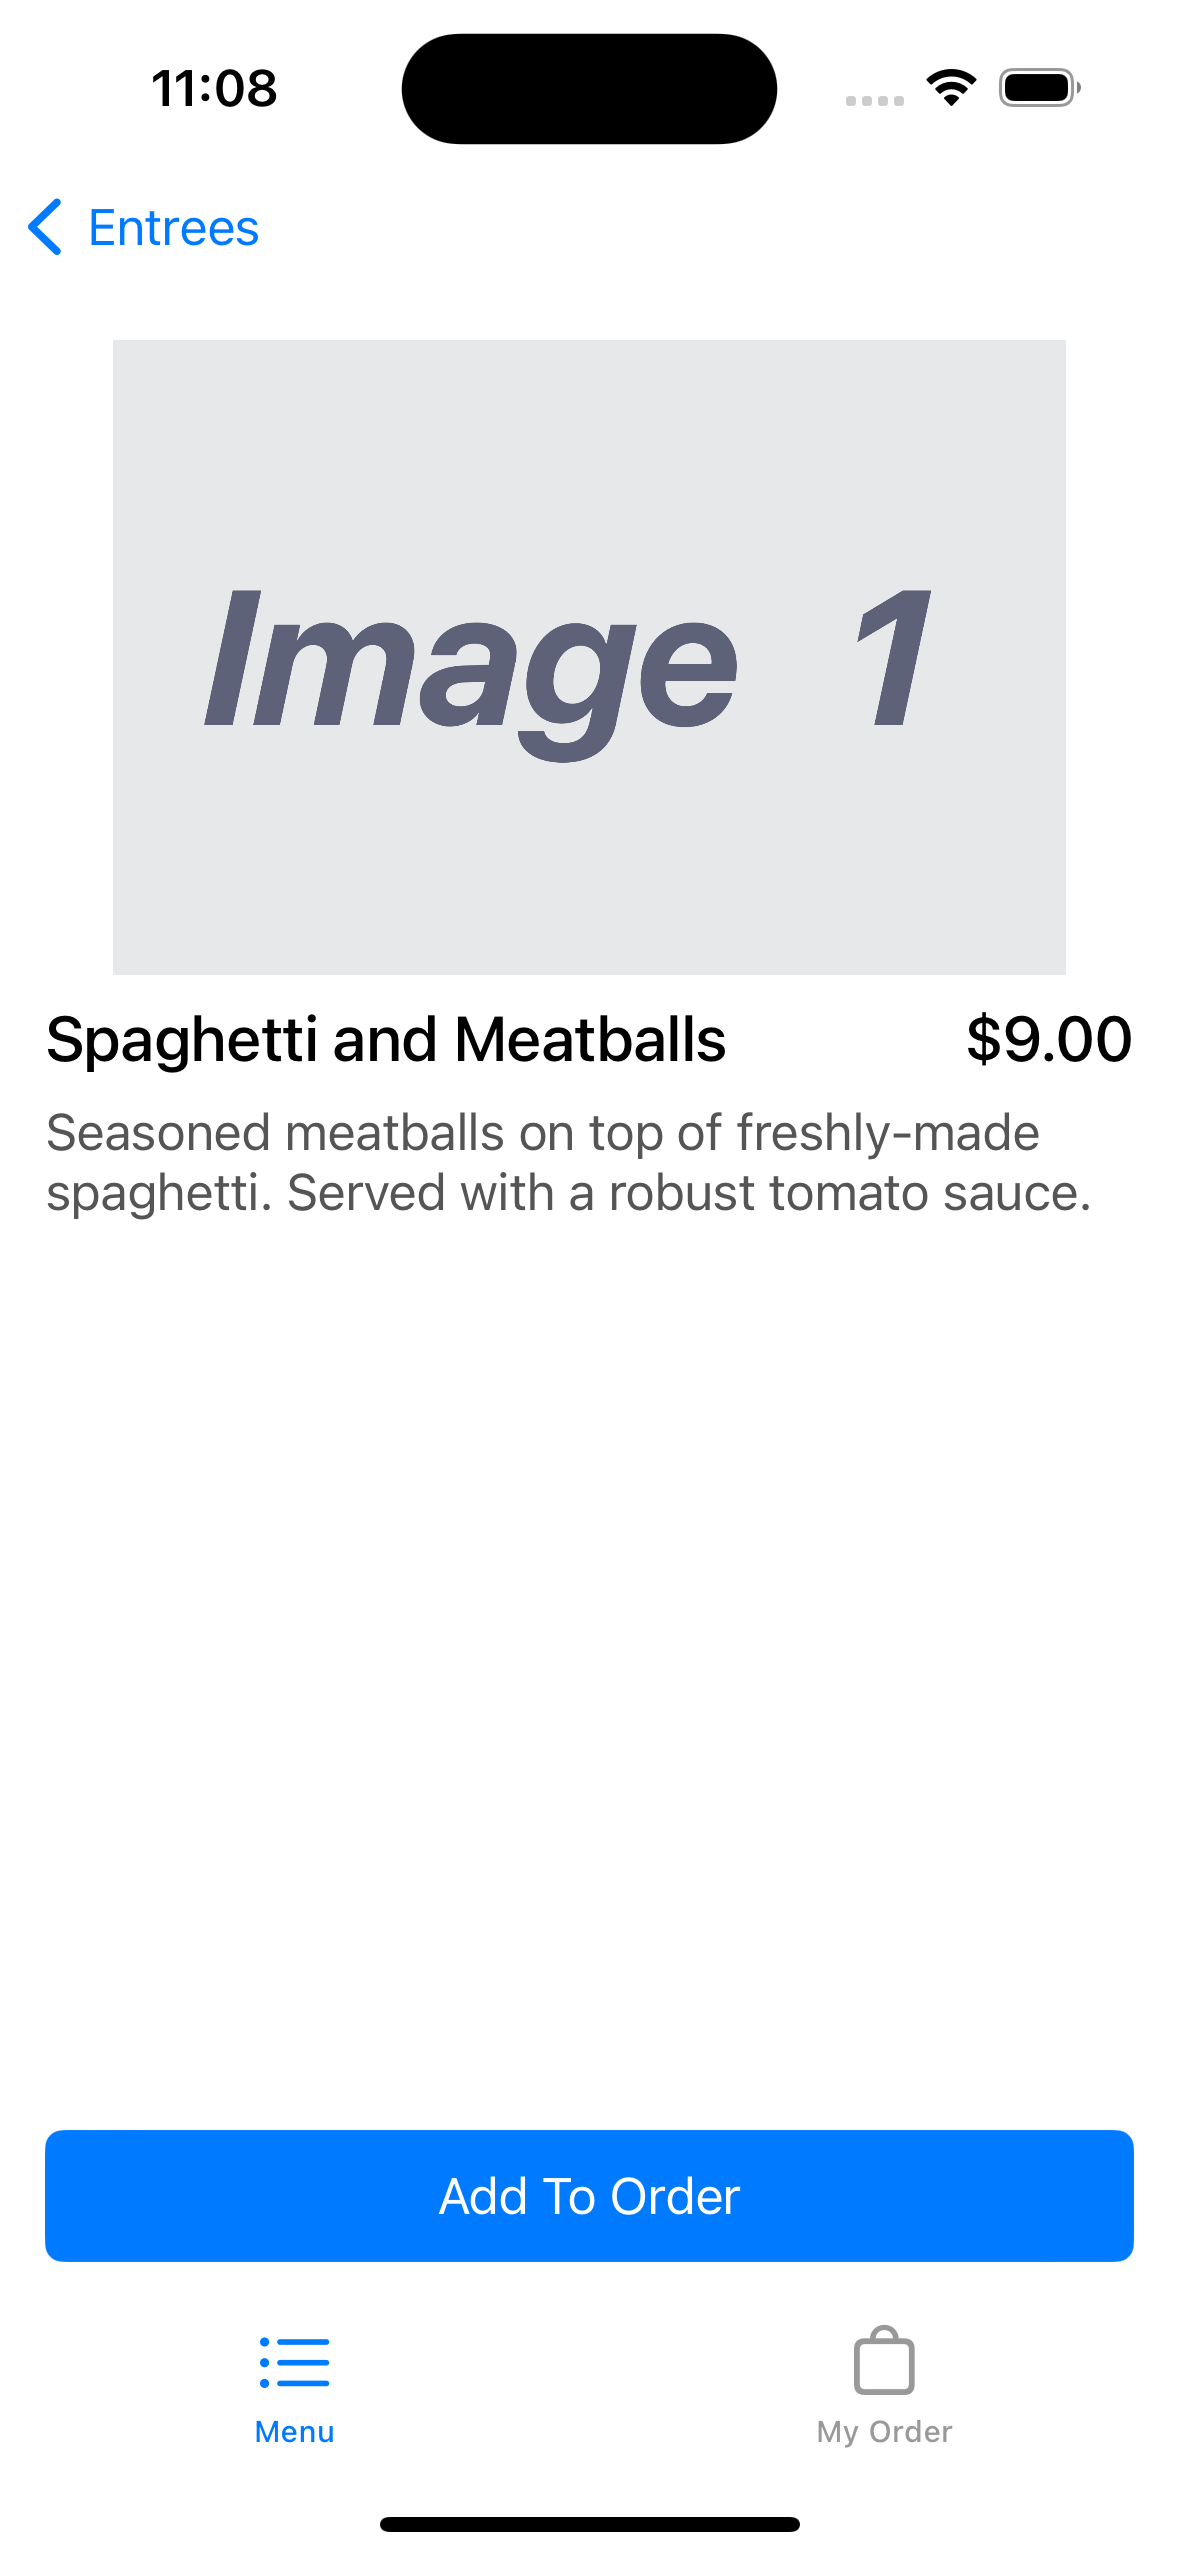 11:08
Entrees
Image 1
Spaghetti and Meatballs $9.00
Seasoned meatballs on top of freshly-made
spaghetti. Served with a robust tomato sauce.
Add To Order
Menu My Order